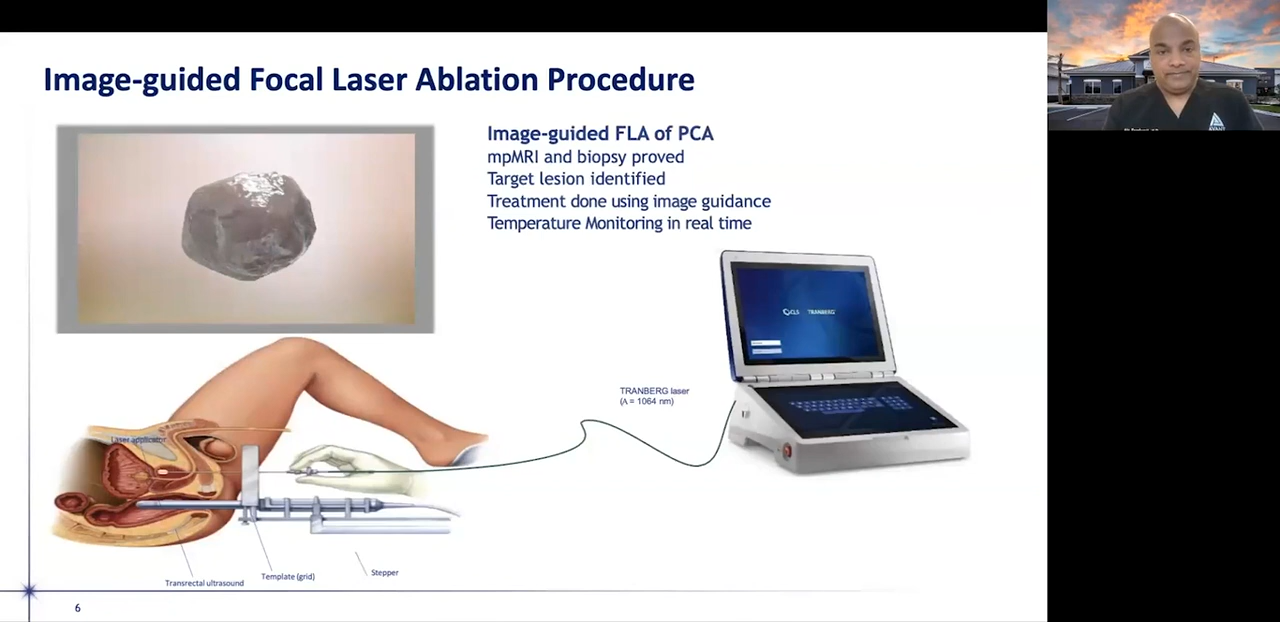 Image-guided Focal Laser Ablation Procedure
Image-guided FLA of PCA
mpMRI and biopsy proved
Target lesion identified
Treatment done using image guidance
Temperature Monitoring in real time
CLS TRANBERG
TRANBERG laser
(Λ = 1064 nm)
Laser applicator
Transrectal ultrasound
Template (grid)
Stepper
6
AVANT